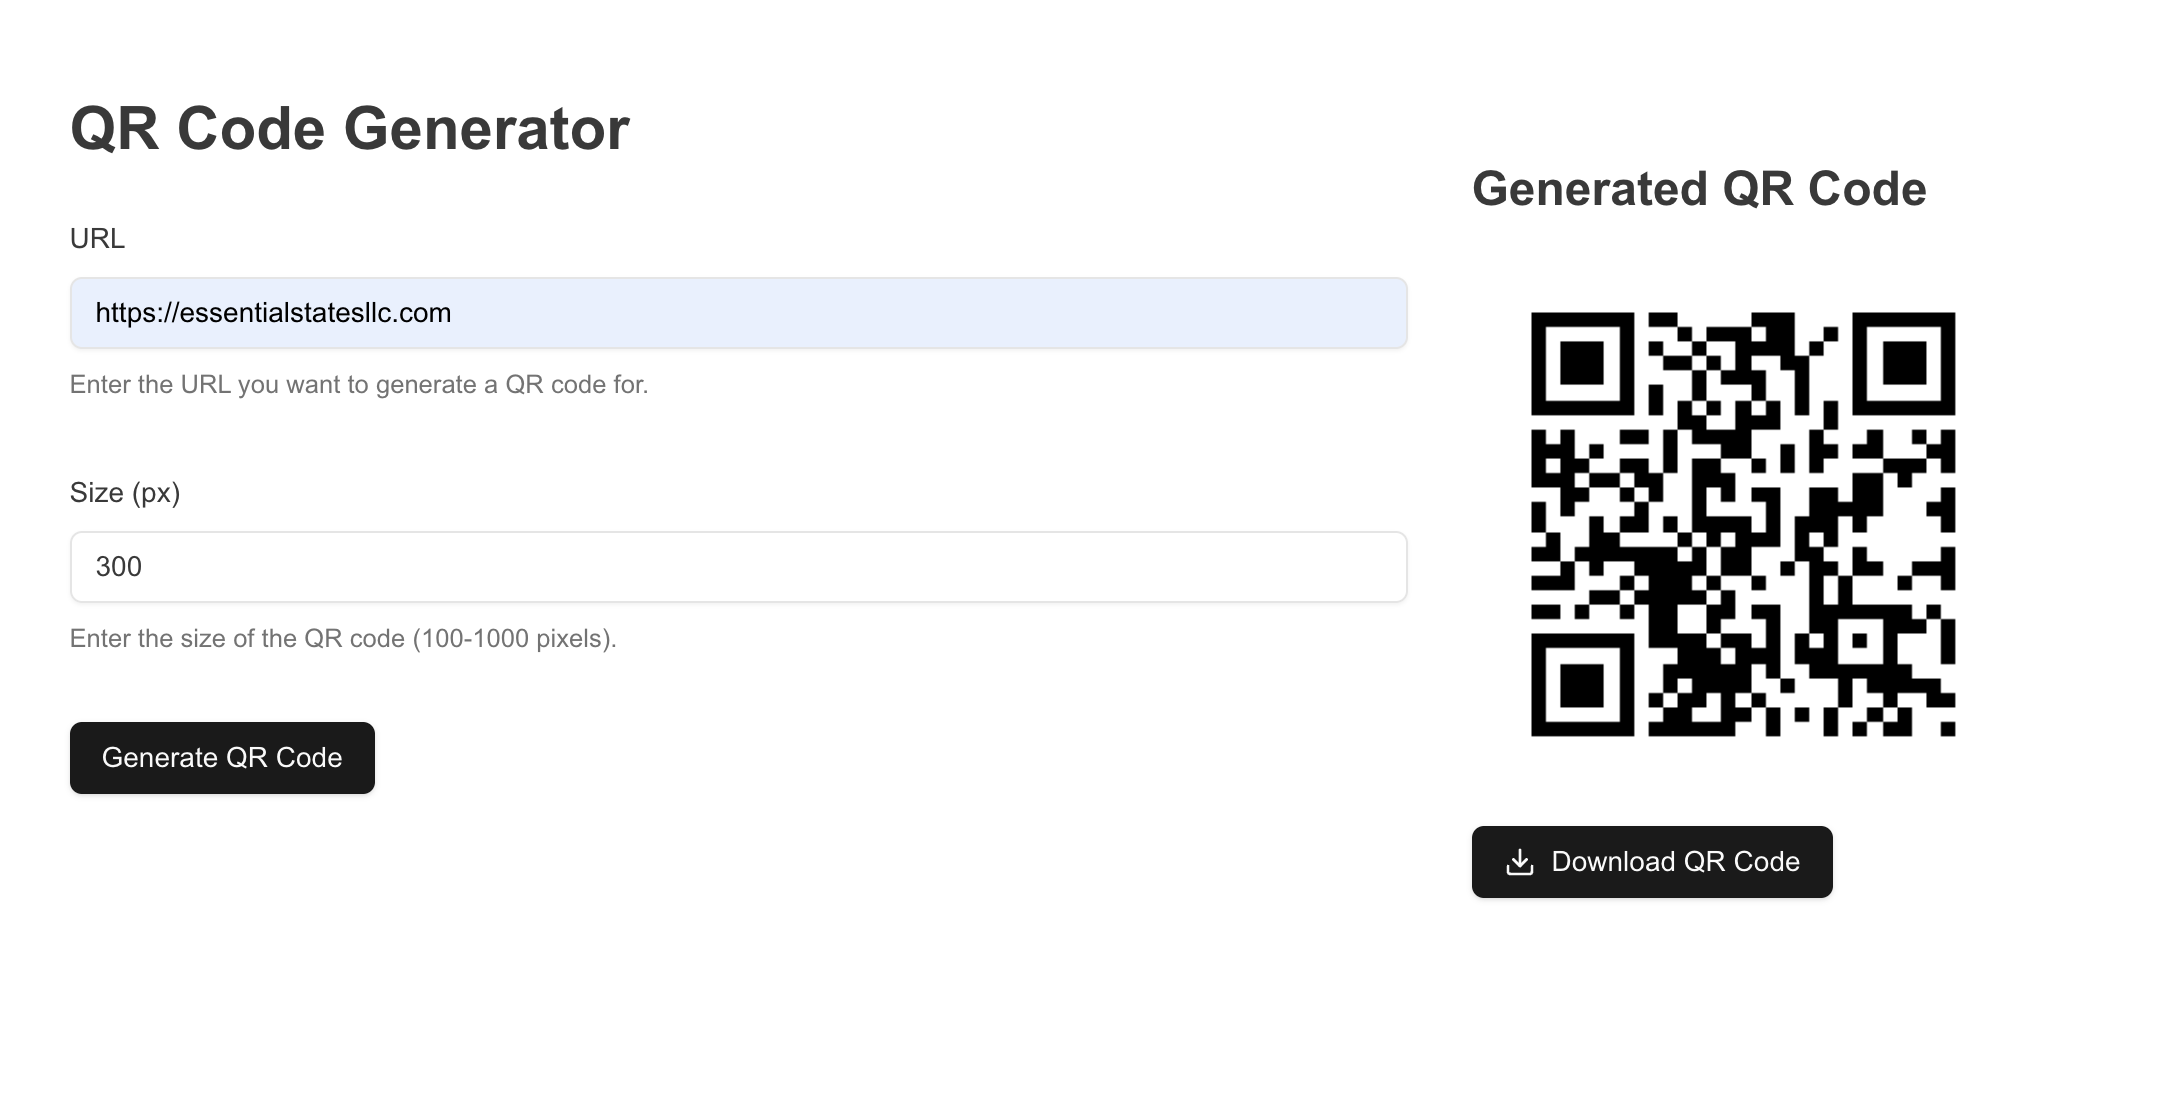 QR Code Generator
URL
https://essentialstatesllc.com
Enter the URL you want to generate a QR code for.
Size (px)
300
Enter the size of the QR code (100-1000 pixels).
Generate QR Code
Generated QR Code
Download QR Code